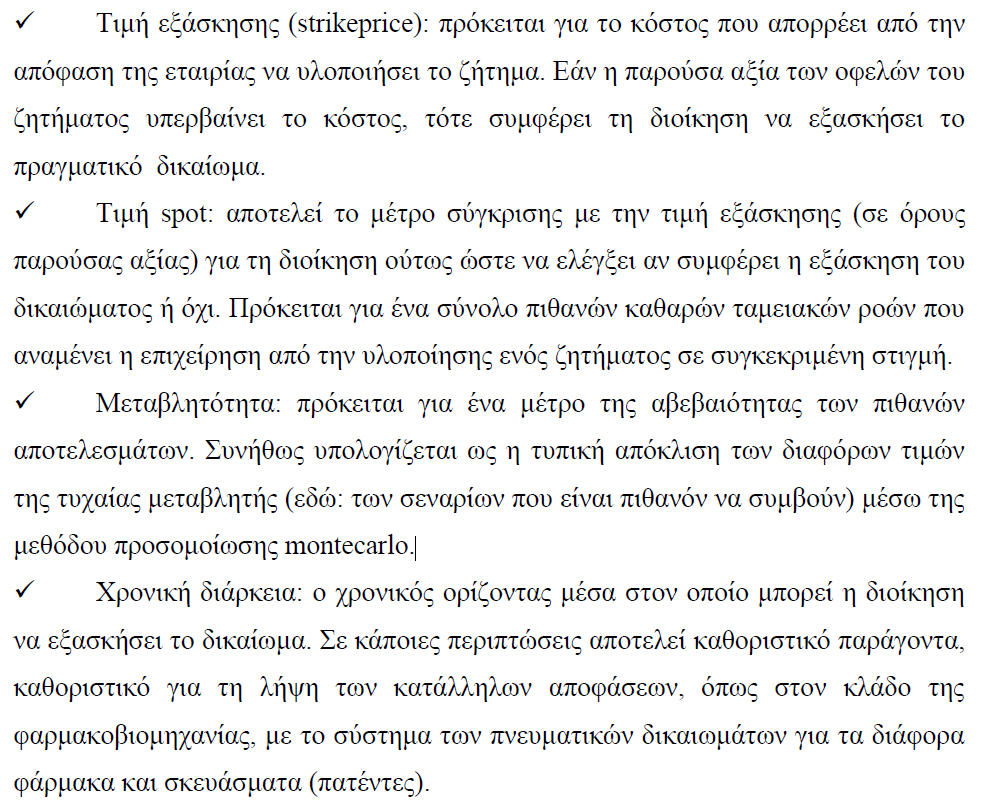 ✓ Τιμή εξάσκησης (strikeprice): πρόκειται για το κόστος που απορρέει από την
απόφαση της εταιρίας να υλοποιήσει το ζήτημα. Εάν η παρούσα αξία των οφελών του
ζητήματος υπερβαίνει το κόστος, τότε συμφέρει τη διοίκηση να εξασκήσει το
πραγματικό δικαίωμα.
✓ Τιμή spot: αποτελεί το μέτρο σύγκρισης με την τιμή εξάσκησης (σε όρους
παρούσας αξίας) για τη διοίκηση ούτως ώστε να ελέγξει αν συμφέρει η εξάσκηση του
δικαιώματος ή όχι. Πρόκειται για ένα σύνολο πιθανών καθαρών ταμειακών ροών που
αναμένει η επιχείρηση από την υλοποίησης ενός ζητήματος σε συγκεκριμένη στιγμή.
✓ Μεταβλητότητα: πρόκειται για ένα μέτρο της αβεβαιότητας των πιθανών
αποτελεσμάτων. Συνήθως υπολογίζεται ως η τυπική απόκλιση των διαφόρων τιμών
της τυχαίας μεταβλητής (εδώ: των σεναρίων που είναι πιθανόν να συμβούν) μέσω της
μεθόδου προσομοίωσης montecarlo.
✓ Χρονική διάρκεια: ο χρονικός ορίζοντας μέσα στον οποίο μπορεί η διοίκηση
να εξασκήσει το δικαίωμα. Σε κάποιες περιπτώσεις αποτελεί καθοριστικό παράγοντα,
καθοριστικό για τη λήψη των κατάλληλων αποφάσεων, όπως στον κλάδο της
φαρμακοβιομηχανίας, με το σύστημα των πνευματικών δικαιωμάτων για τα διάφορα
φάρμακα και σκευάσματα (πατέντες).